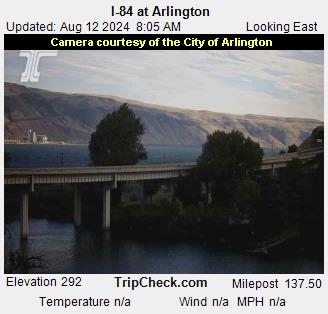 I-84 at Arlington
Updated: Aug 12 2024 8:05 AM Looking East
Camera courtesy of the City of Arlington
Elevation 292 TripCheck.com Milepost 137.50
Temperature n/a Wind n/a MPH n/a